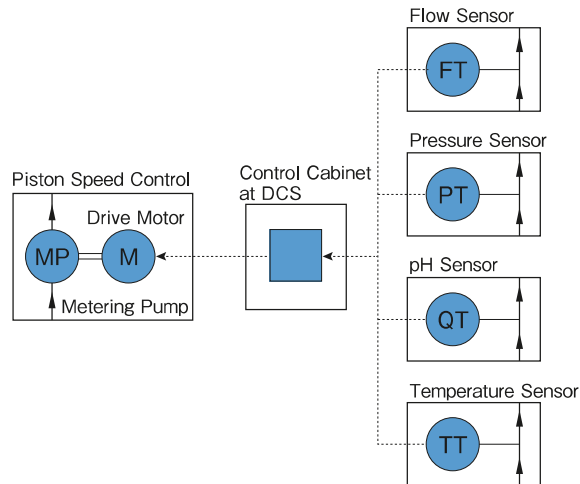 Flow Sensor
FT
Pressure Sensor
PT
Control Cabinet
at DCS
Piston Speed Control
Drive Motor
MP
M
Metering Pump
pH Sensor
QT
Temperature Sensor
TT